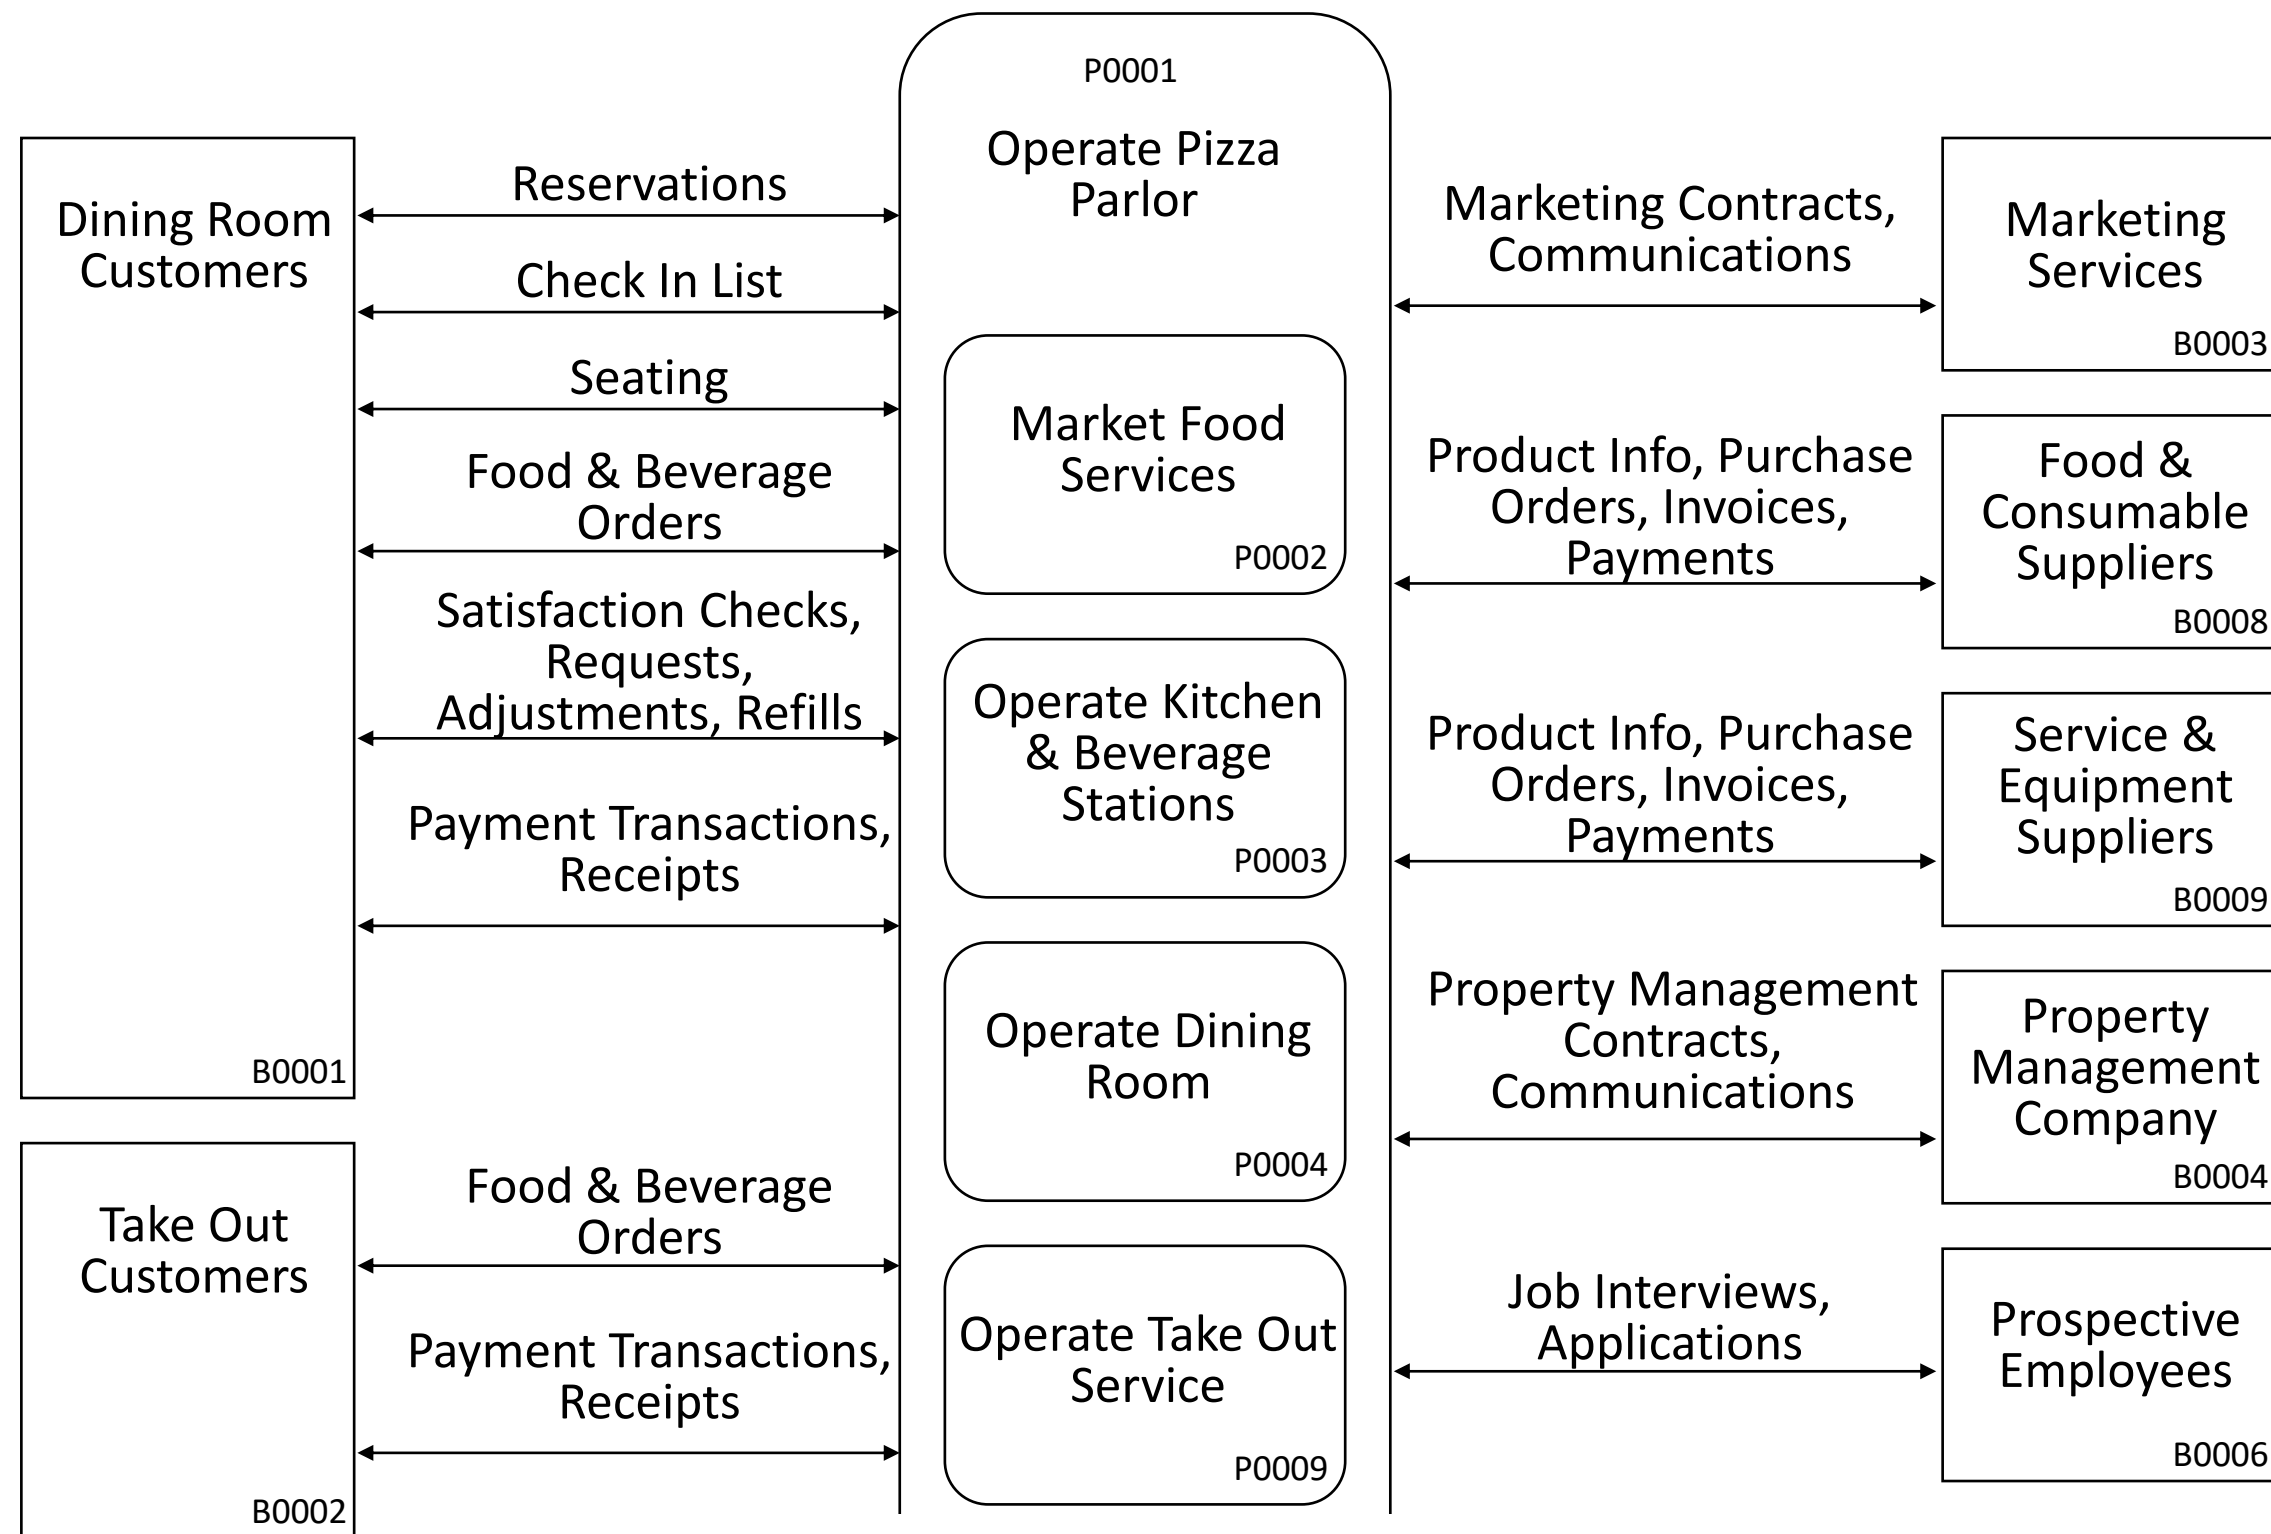 P0001
Operate Pizza
Parlor
Dining Room
Customers
B0001
Reservations
Check In List
Seating
Food & Beverage
Orders
Satisfaction Checks,
Requests,
Adjustments, Refills
Payment Transactions,
Receipts
Take Out
Customers
B0002
Food & Beverage
Orders
Payment Transactions,
Receipts
Market Food
Services
P0002
Operate Kitchen
& Beverage
Stations
P0003
Operate Dining
Room
P0004
Operate Take Out
Service
P0009
Marketing Contracts,
Communications
Marketing
Services
B0003
Product Info, Purchase
Orders, Invoices,
Payments
Food &
Consumable
Suppliers
B0008
Product Info, Purchase
Orders, Invoices,
Payments
Service &
Equipment
Suppliers
B0009
Property Management
Contracts,
Communications
Property
Management
Company
B0004
Job Interviews,
Applications
Prospective
Employees
B0006